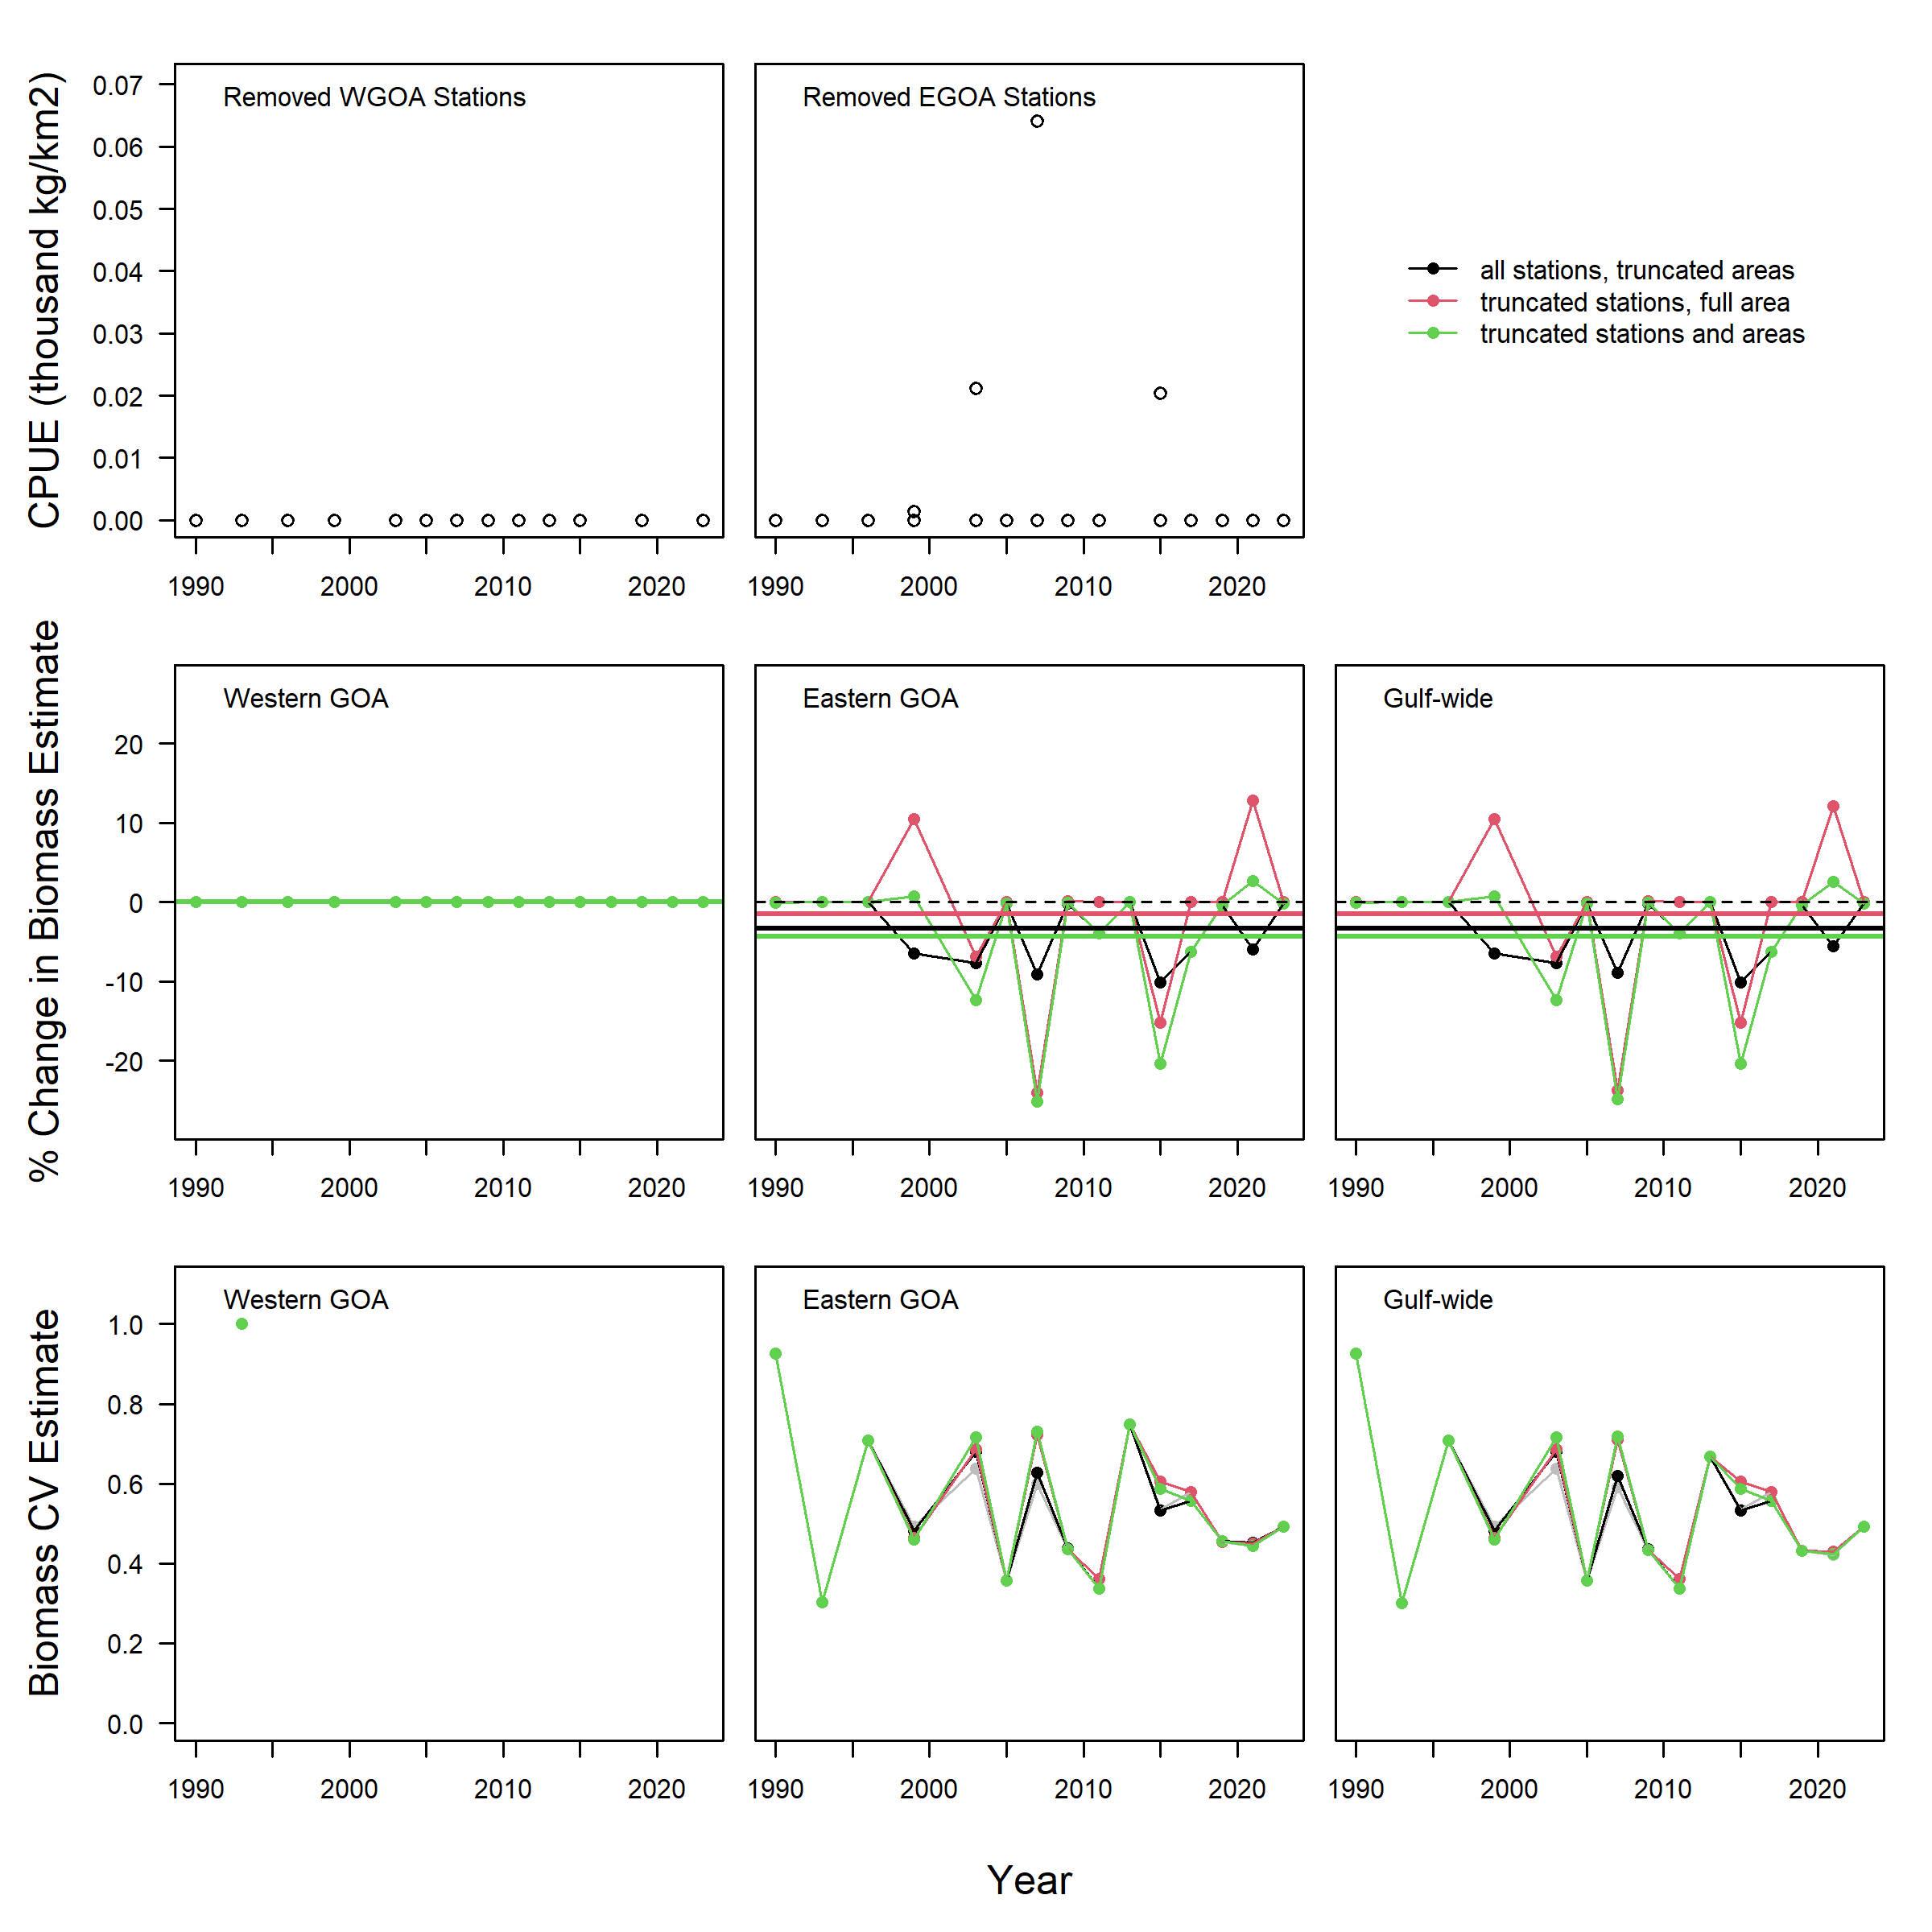 CPUE (thousand kg/km2)
0.07
0.06
0.05
0.04
0.03
0.02
0.01
0.00
Removed WGOA Stations
1990 2000 2010 2020
Removed EGOA Stations
1990 2000 2010 2020
all stations, truncated areas
truncated stations, full area
truncated stations and areas
% Change in Biomass Estimate
20
10
0
-10
-20
Western GOA
1990 2000 2010 2020
Eastern GOA
1990 2000 2010 2020
Gulf-wide
1990 2000 2010 2020
Biomass CV Estimate
1.0
0.8
0.6
0.4
0.2
0.0
Western GOA
1990 2000 2010 2020
Eastern GOA
1990 2000 2010 2020
Gulf-wide
1990 2000 2010 2020
Year